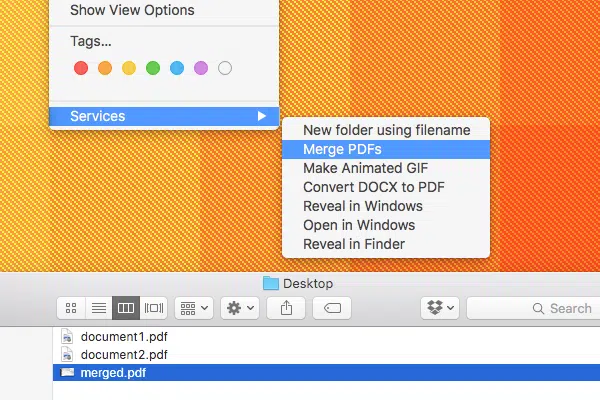 Show View Options
Tags...
Services
New folder using filename
Merge PDFs
Make Animated GIF
Convert DOCX to PDF
Reveal in Windows
Open in Windows
Reveal in Finder
Desktop
Search
document1.pdf
document2.pdf
merged.pdf